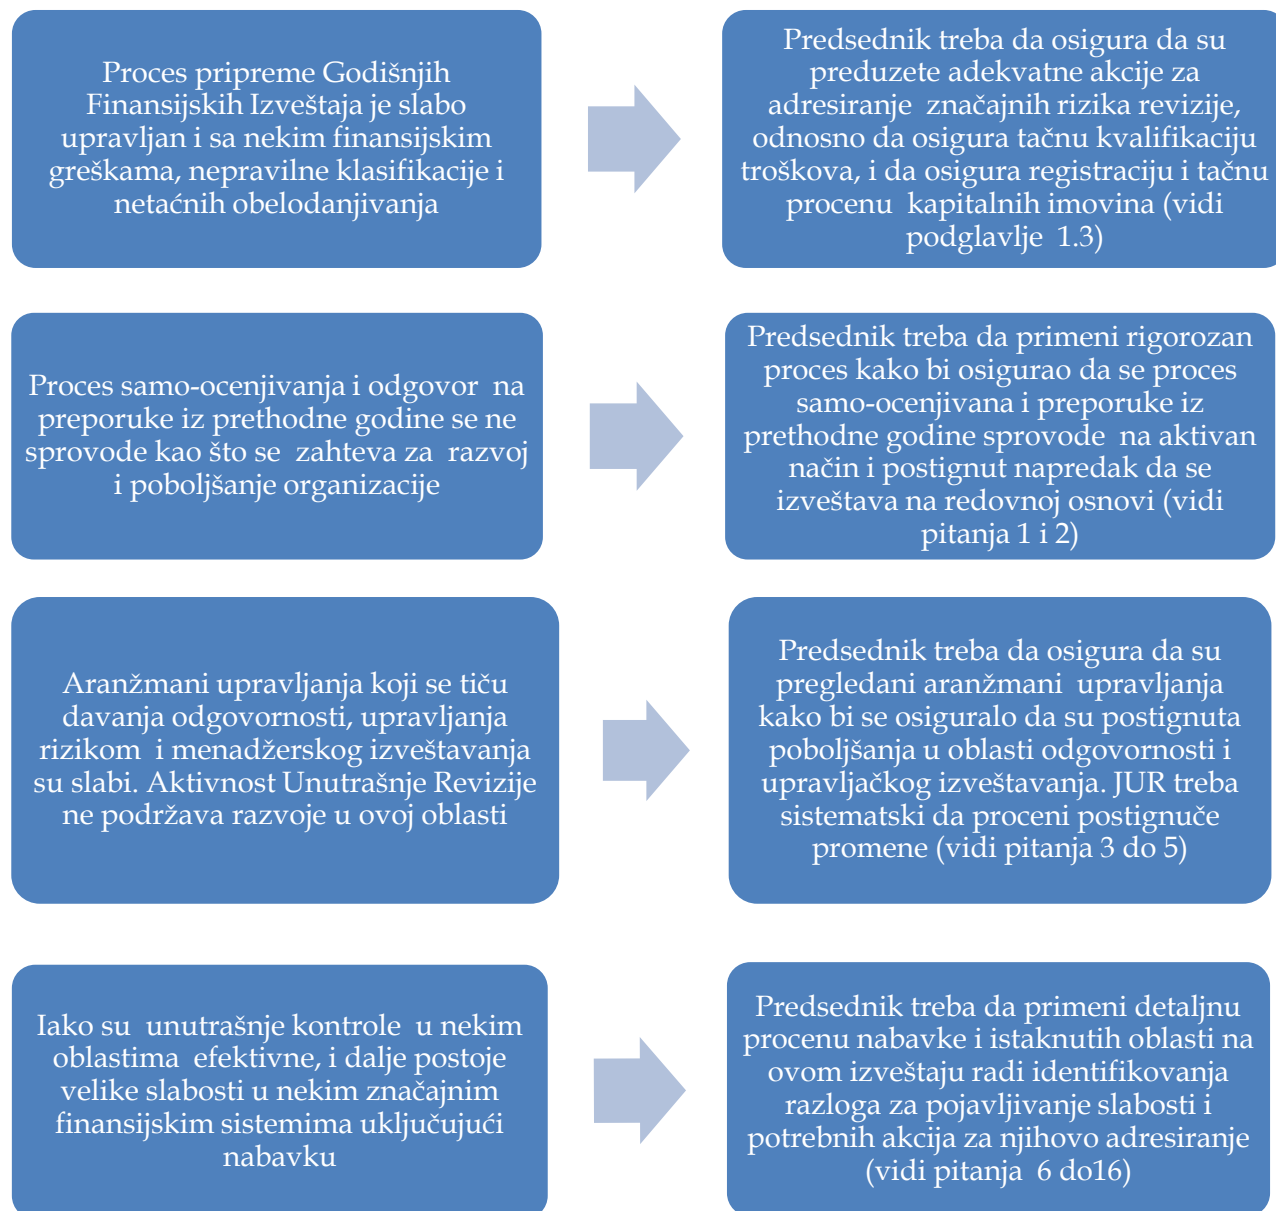 Proces pripreme Godišnjih
Finansijskih Izveštaja je slabo
upravljan i sa nekim finansijskim
greškama, nepravilne klasifikacije i
netaćnih obelodanjivanja
Predsednik treba da osigura da su
preduzete adekvatne akcije za
adresiranje značajnih rizika revizije,
odnosno da osigura tačnu kvalifikaciju
troškova, i da osigura registraciju i tačnu
procenu kapitalnih imovina (vidi
podglavlje 1.3)
Proces samo-ocenjivanja i odgovor na
preporuke iz prethodne godine se ne
sprovode kao što se zahteva za razvoj
i poboljšanje organizacije
Predsednik treba da primeni rigorozan
proces kako bi osigurao da se proces
samo-ocenjivana i preporuke iz
prethodne godine sprovode na aktivan
način i postignut napredak da se
izveštava na redovnoj osnovi (vidi
pitanja 1 i 2)
Aranžmani upravljanja koji se tiču
davanja odgovornosti, upravljanja
rizikom i menadžerskog izveštavanja
su slabi. Aktivnost Unutrašnje Revizije
ne podržava razvoje u ovoj oblasti
Predsednik treba da osigura da su
pregledani aranžmani upravljanja
kako bi se osiguralo da su postignuta
poboljšanja u oblasti odgovornosti i
upravljačkog izveštavanja. JUR treba
sistematski da proceni postignuče
promene (vidi pitanja 3 do 5)
Iako su unutrašnje kontrole u nekim
oblastima efektivne, i dalje postoje
velike slabosti u nekim značajnim
finansijskim sistemima uključujući
nabavku
Predsednik treba da primeni detaljnu
procenu nabavke i istaknutih oblasti na
ovom izveštaju radi identifikovanja
razloga za pojavljivanje slabosti i
potrebnih akcija za njihovo adresiranje
(vidi pitanja 6 do16)